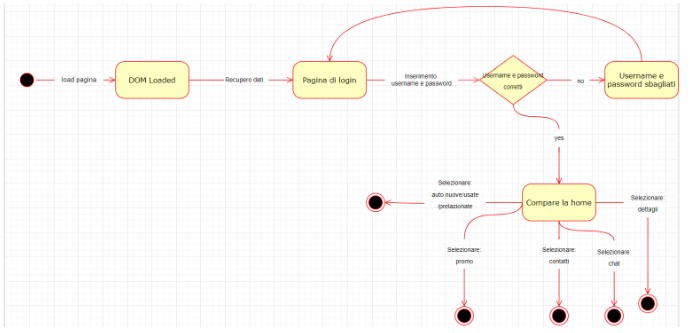 load pagina
DOM Loaded
Recupero dati
Pagina di login
Inserimento
username e password
Username e password
corretti
no
Username e
password sbagliati
yes
Compare la home
Selezionare:
auto nuove/usate
/prelazionate
Selezionare:
promo
Selezionare:
contatti
Selezionare:
chat
Selezionare:
dettagli